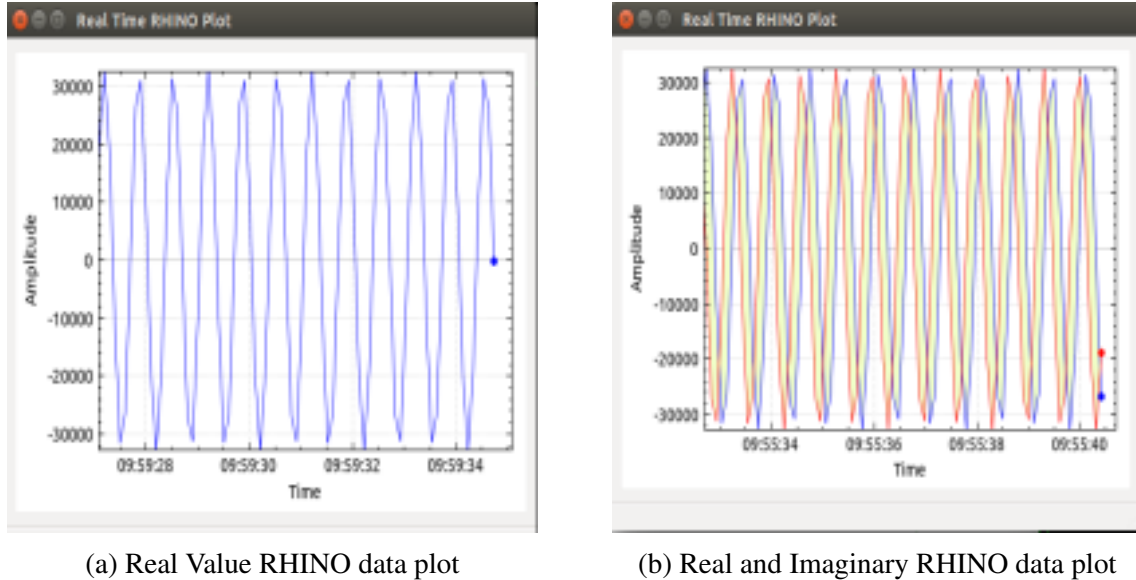 Real Time RHINO Plot
30000
20000
10000
0
-10000
-20000
-30000
Amplitude
09:59:28 09:59:30 09:59:32 09:59:34
Time
(a) Real Value RHINO data plot
Real Time RHINO Plot
30000
20000
10000
0
-10000
-20000
-30000
Amplitude
09:55:34 09:55:36 09:55:38 09:55:40
Time
(b) Real and Imaginary RHINO data plot